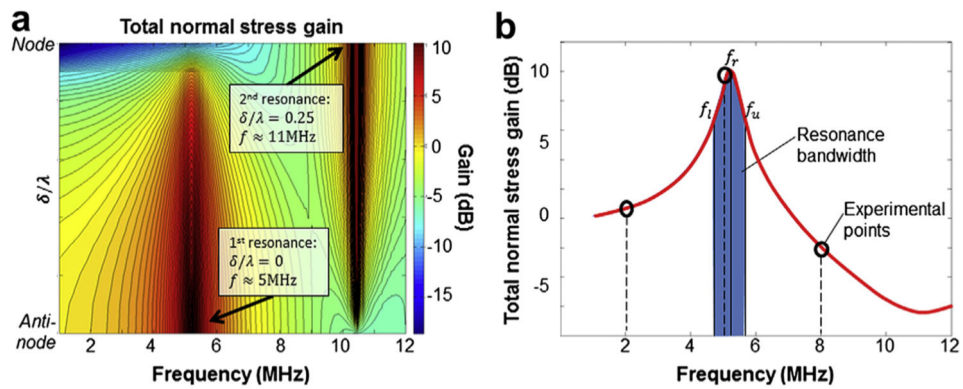 a
Total normal stress gain
Node
δ/λ
Anti-
node
2nd resonance:
δ/λ = 0.25
f ≈ 11MHz
1st resonance:
δ/λ = 0
f ≈ 5MHz
2 4 6 8 10 12
Frequency (MHz)
10
5
0
-5
-10
-15
Gain (dB)
b
Total normal stress gain (dB)
10
5
0
-5
fr
fl
fu
Resonance
bandwidth
Experimental
points
2 4 6 8 10 12
Frequency (MHz)